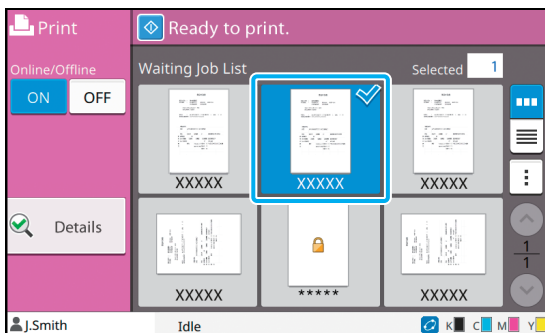 Print
Ready to print.
Online/Offline
ON OFF
Waiting Job List
Selected 1
XXXXX XXXXX XXXXX
Details
XXXXX ***** XXXXX
1
1
J.Smith
Idle
K C M Y